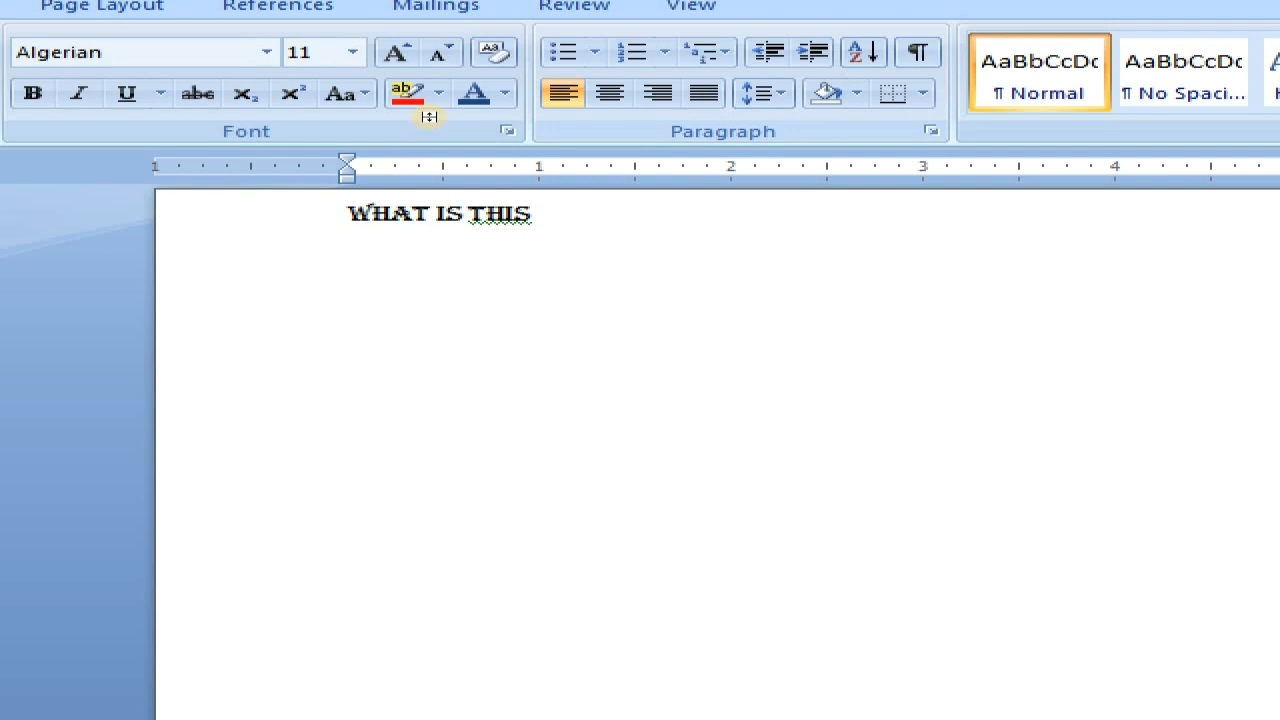 Page Layout References Mailings Review View
Algerian 11 A A Aa AaBbCcDc AaBbCcDc
B I U abc x₂ x² Aa ab A A Z ¶ ¶ Normal ¶ No Spaci...
Font Paragraph
1 1 2 3 4
WHAT IS THIS